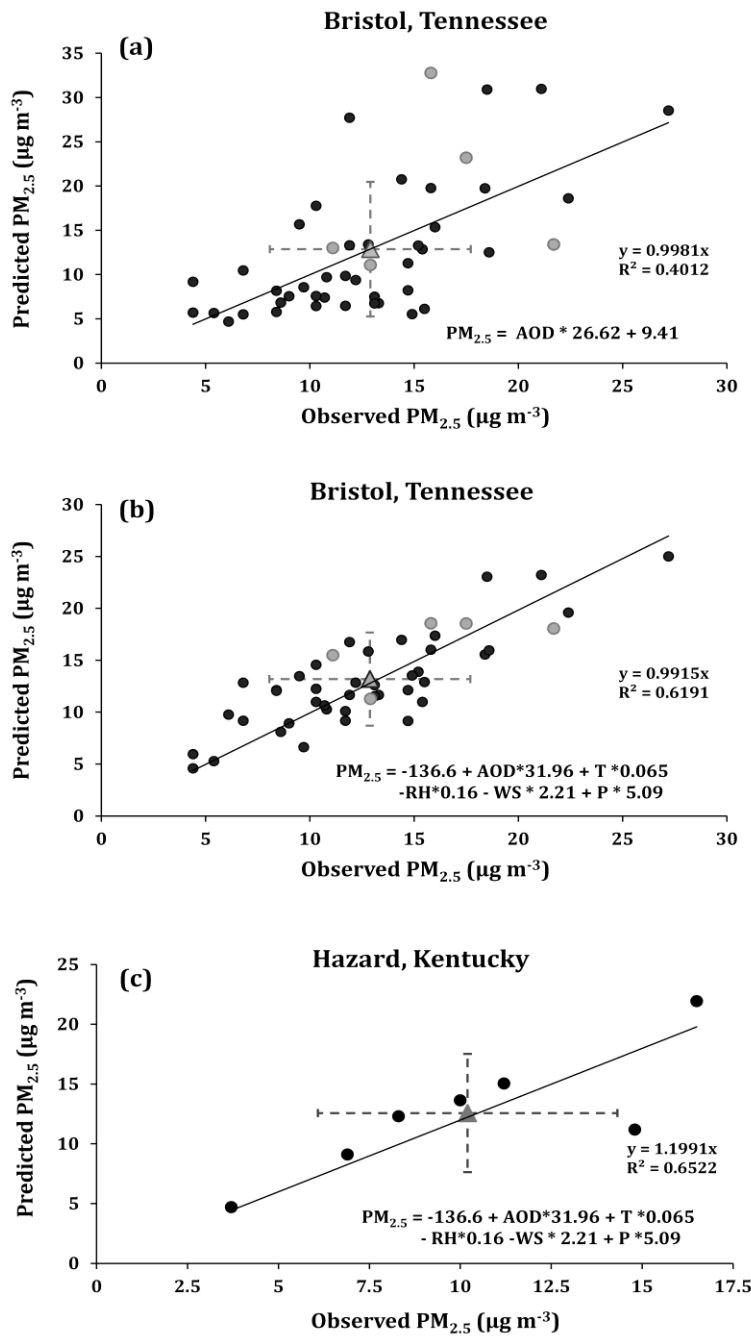 Bristol, Tennessee
(a)
35
30
25
20
15
10
5
0
Predicted PM₂.₅ (µg m⁻³)
y = 0.9981x
R² = 0.4012
PM₂.₅ = AOD * 26.62 + 9.41
0 5 10 15 20 25 30
Observed PM₂.₅ (µg m⁻³)
Bristol, Tennessee
(b)
30
25
20
15
10
5
0
Predicted PM₂.₅ (µg m⁻³)
y = 0.9915x
R² = 0.6191
PM₂.₅ = -136.6 + AOD*31.96 + T *0.065
-RH*0.16 - WS * 2.21 + P * 5.09
0 5 10 15 20 25 30
Observed PM₂.₅ (µg m⁻³)
Hazard, Kentucky
(c)
25
20
15
10
5
0
Predicted PM₂.₅ (µg m⁻³)
y = 1.1991x
R² = 0.6522
PM₂.₅ = -136.6 + AOD*31.96 + T *0.065
- RH*0.16 -WS * 2.21 + P *5.09
0 2.5 5 7.5 10 12.5 15 17.5
Observed PM₂.₅ (µg m⁻³)